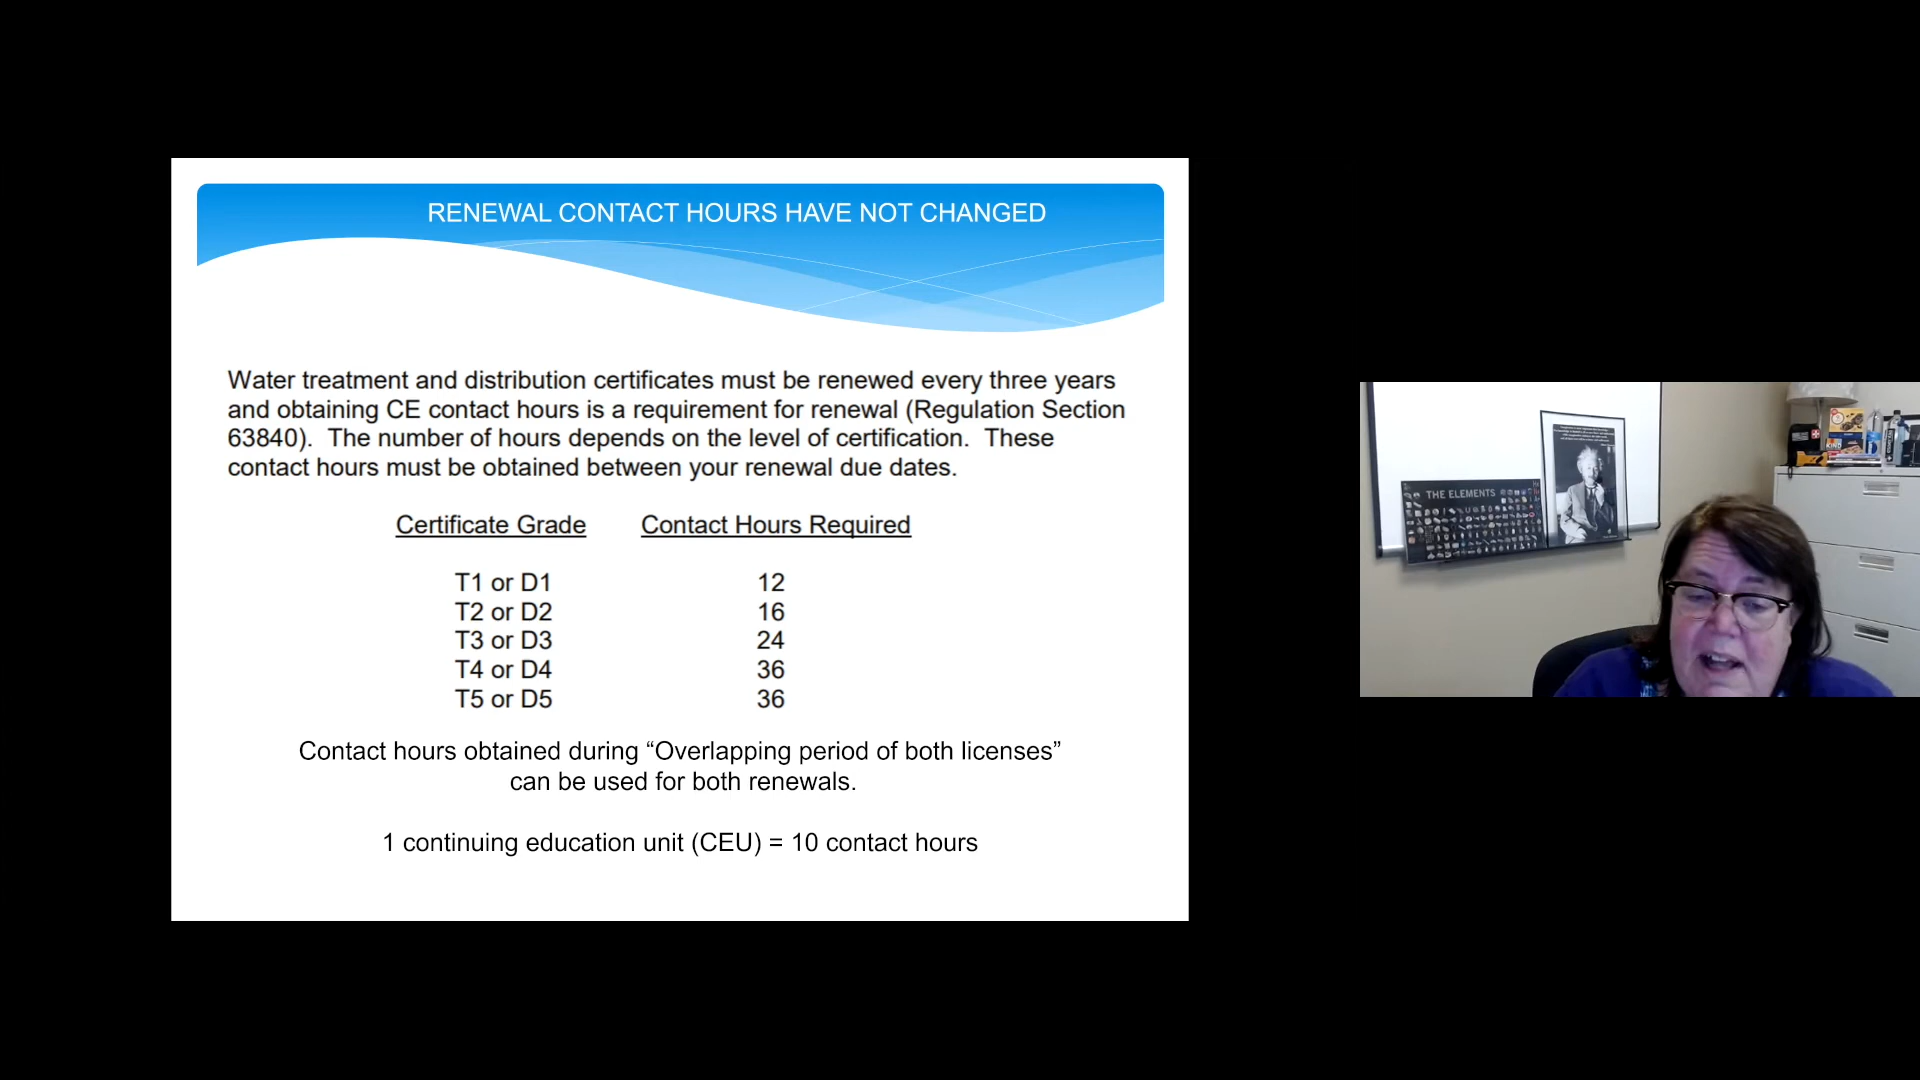 RENEWAL CONTACT HOURS HAVE NOT CHANGED
Water treatment and distribution certificates must be renewed every three years
and obtaining CE contact hours is a requirement for renewal (Regulation Section
63840).  The number of hours depends on the level of certification.  These
contact hours must be obtained between your renewal due dates.
Certificate Grade Contact Hours Required
T1 or D1 12
T2 or D2 16
T3 or D3 24
T4 or D4 36
T5 or D5 36
Contact hours obtained during “Overlapping period of both licenses”
can be used for both renewals.
1 continuing education unit (CEU) = 10 contact hours
THE ELEMENTS
KIND